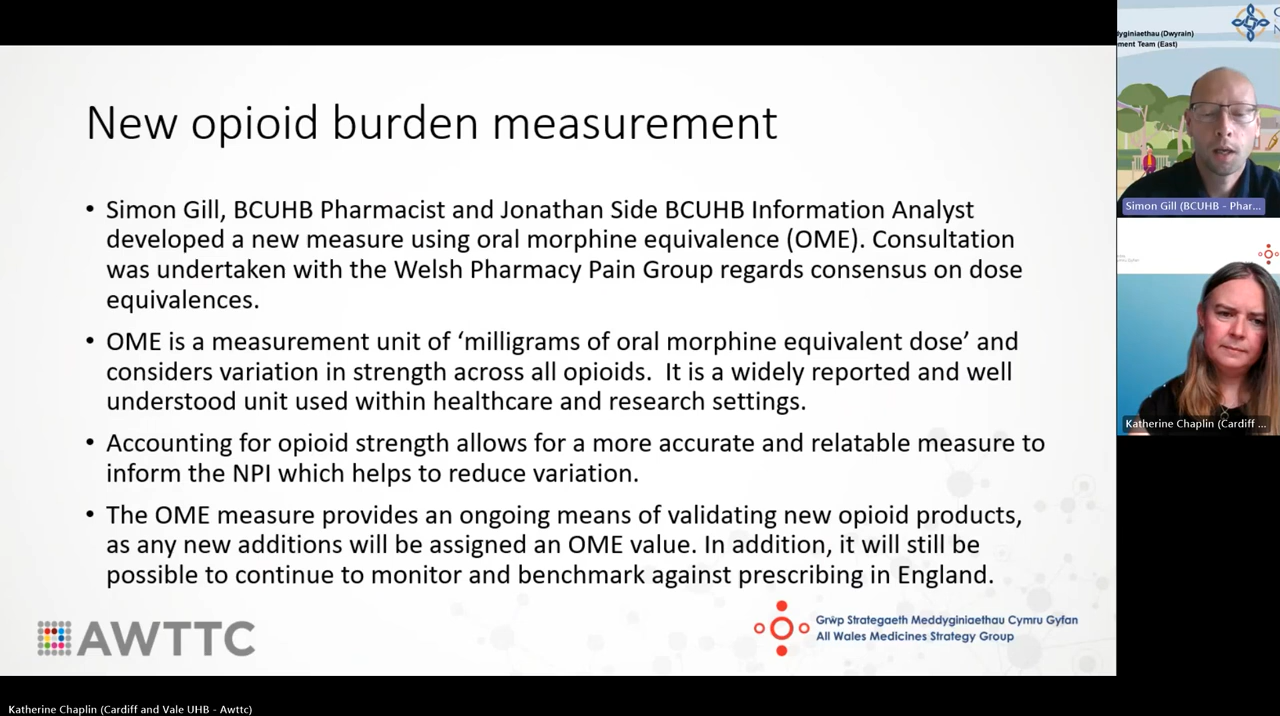 New opioid burden measurement
• Simon Gill, BCUHB Pharmacist and Jonathan Side BCUHB Information Analyst
developed a new measure using oral morphine equivalence (OME). Consultation
was undertaken with the Welsh Pharmacy Pain Group regards consensus on dose
equivalences.
• OME is a measurement unit of ‘milligrams of oral morphine equivalent dose’ and
considers variation in strength across all opioids.  It is a widely reported and well
understood unit used within healthcare and research settings.
• Accounting for opioid strength allows for a more accurate and relatable measure to
inform the NPI which helps to reduce variation.
• The OME measure provides an ongoing means of validating new opioid products,
as any new additions will be assigned an OME value. In addition, it will still be
possible to continue to monitor and benchmark against prescribing in England.
AWTTC
Grŵp Strategaeth Meddyginiaethau Cymru Gyfan
All Wales Medicines Strategy Group
lyginiaethau (Dwyrain)
ment Team (East)
Simon Gill (BCUHB - Phar...
Katherine Chaplin (Cardiff ...
Katherine Chaplin (Cardiff and Vale UHB - Awttc)